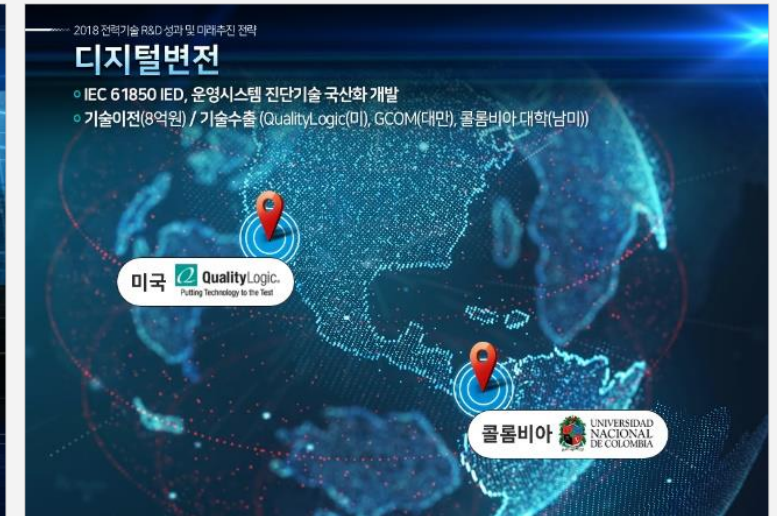 2018 전력기술 R&D 성과 및 미래추진 전략
디지털변전
IEC 61850 IED, 운영시스템 진단기술 국산화 개발
기술이전(8억원) / 기술수출 (QualityLogic(미), GCOM(대만), 콜롬비아 대학(남미))
미국 QualityLogic.
Putting Technology to the Test
콜롬비아 UNIVERSIDAD
NACIONAL
DE COLOMBIA